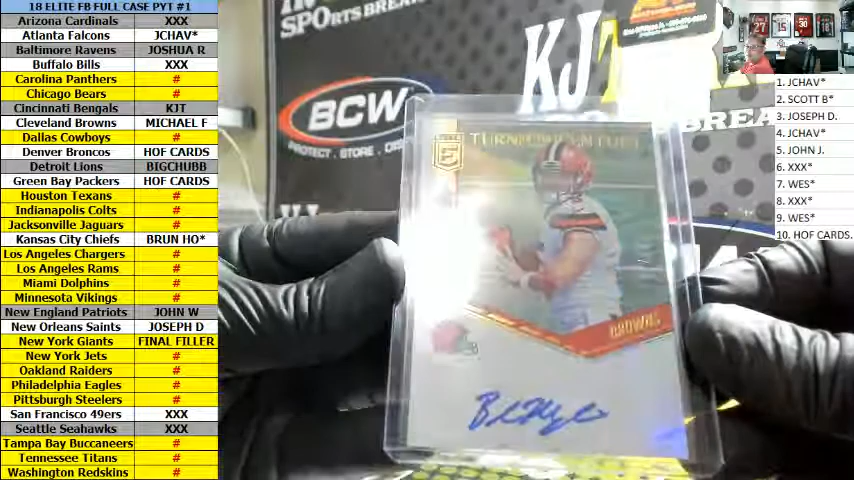 18 ELITE FB FULL CASE PYT #1
Arizona Cardinals XXX
Atlanta Falcons JCHAV*
Baltimore Ravens JOSHUA R
Buffalo Bills XXX
Carolina Panthers #
Chicago Bears #
Cincinnati Bengals KJT
Cleveland Browns MICHAEL F
Dallas Cowboys #
Denver Broncos HOF CARDS
Detroit Lions BIGCHUBB
Green Bay Packers HOF CARDS
Houston Texans #
Indianapolis Colts #
Jacksonville Jaguars #
Kansas City Chiefs BRUN HO*
Los Angeles Chargers #
Los Angeles Rams #
Miami Dolphins #
Minnesota Vikings #
New England Patriots JOHN W
New Orleans Saints JOSEPH D
New York Giants FINAL FILLER
New York Jets #
Oakland Raiders #
Philadelphia Eagles #
Pittsburgh Steelers #
San Francisco 49ers XXX
Seattle Seahawks XXX
Tampa Bay Buccaneers #
Tennessee Titans #
Washington Redskins #
SPORTS BREAK
BCW
PROTECT . STORE .
KJT
BREA
BROWNS
1. JCHAV*
2. SCOTT B*
3. JOSEPH D.
4. JCHAV*
5. JOHN J.
6. XXX*
7. WES*
8. XXX*
9. WES*
10. HOF CARDS.